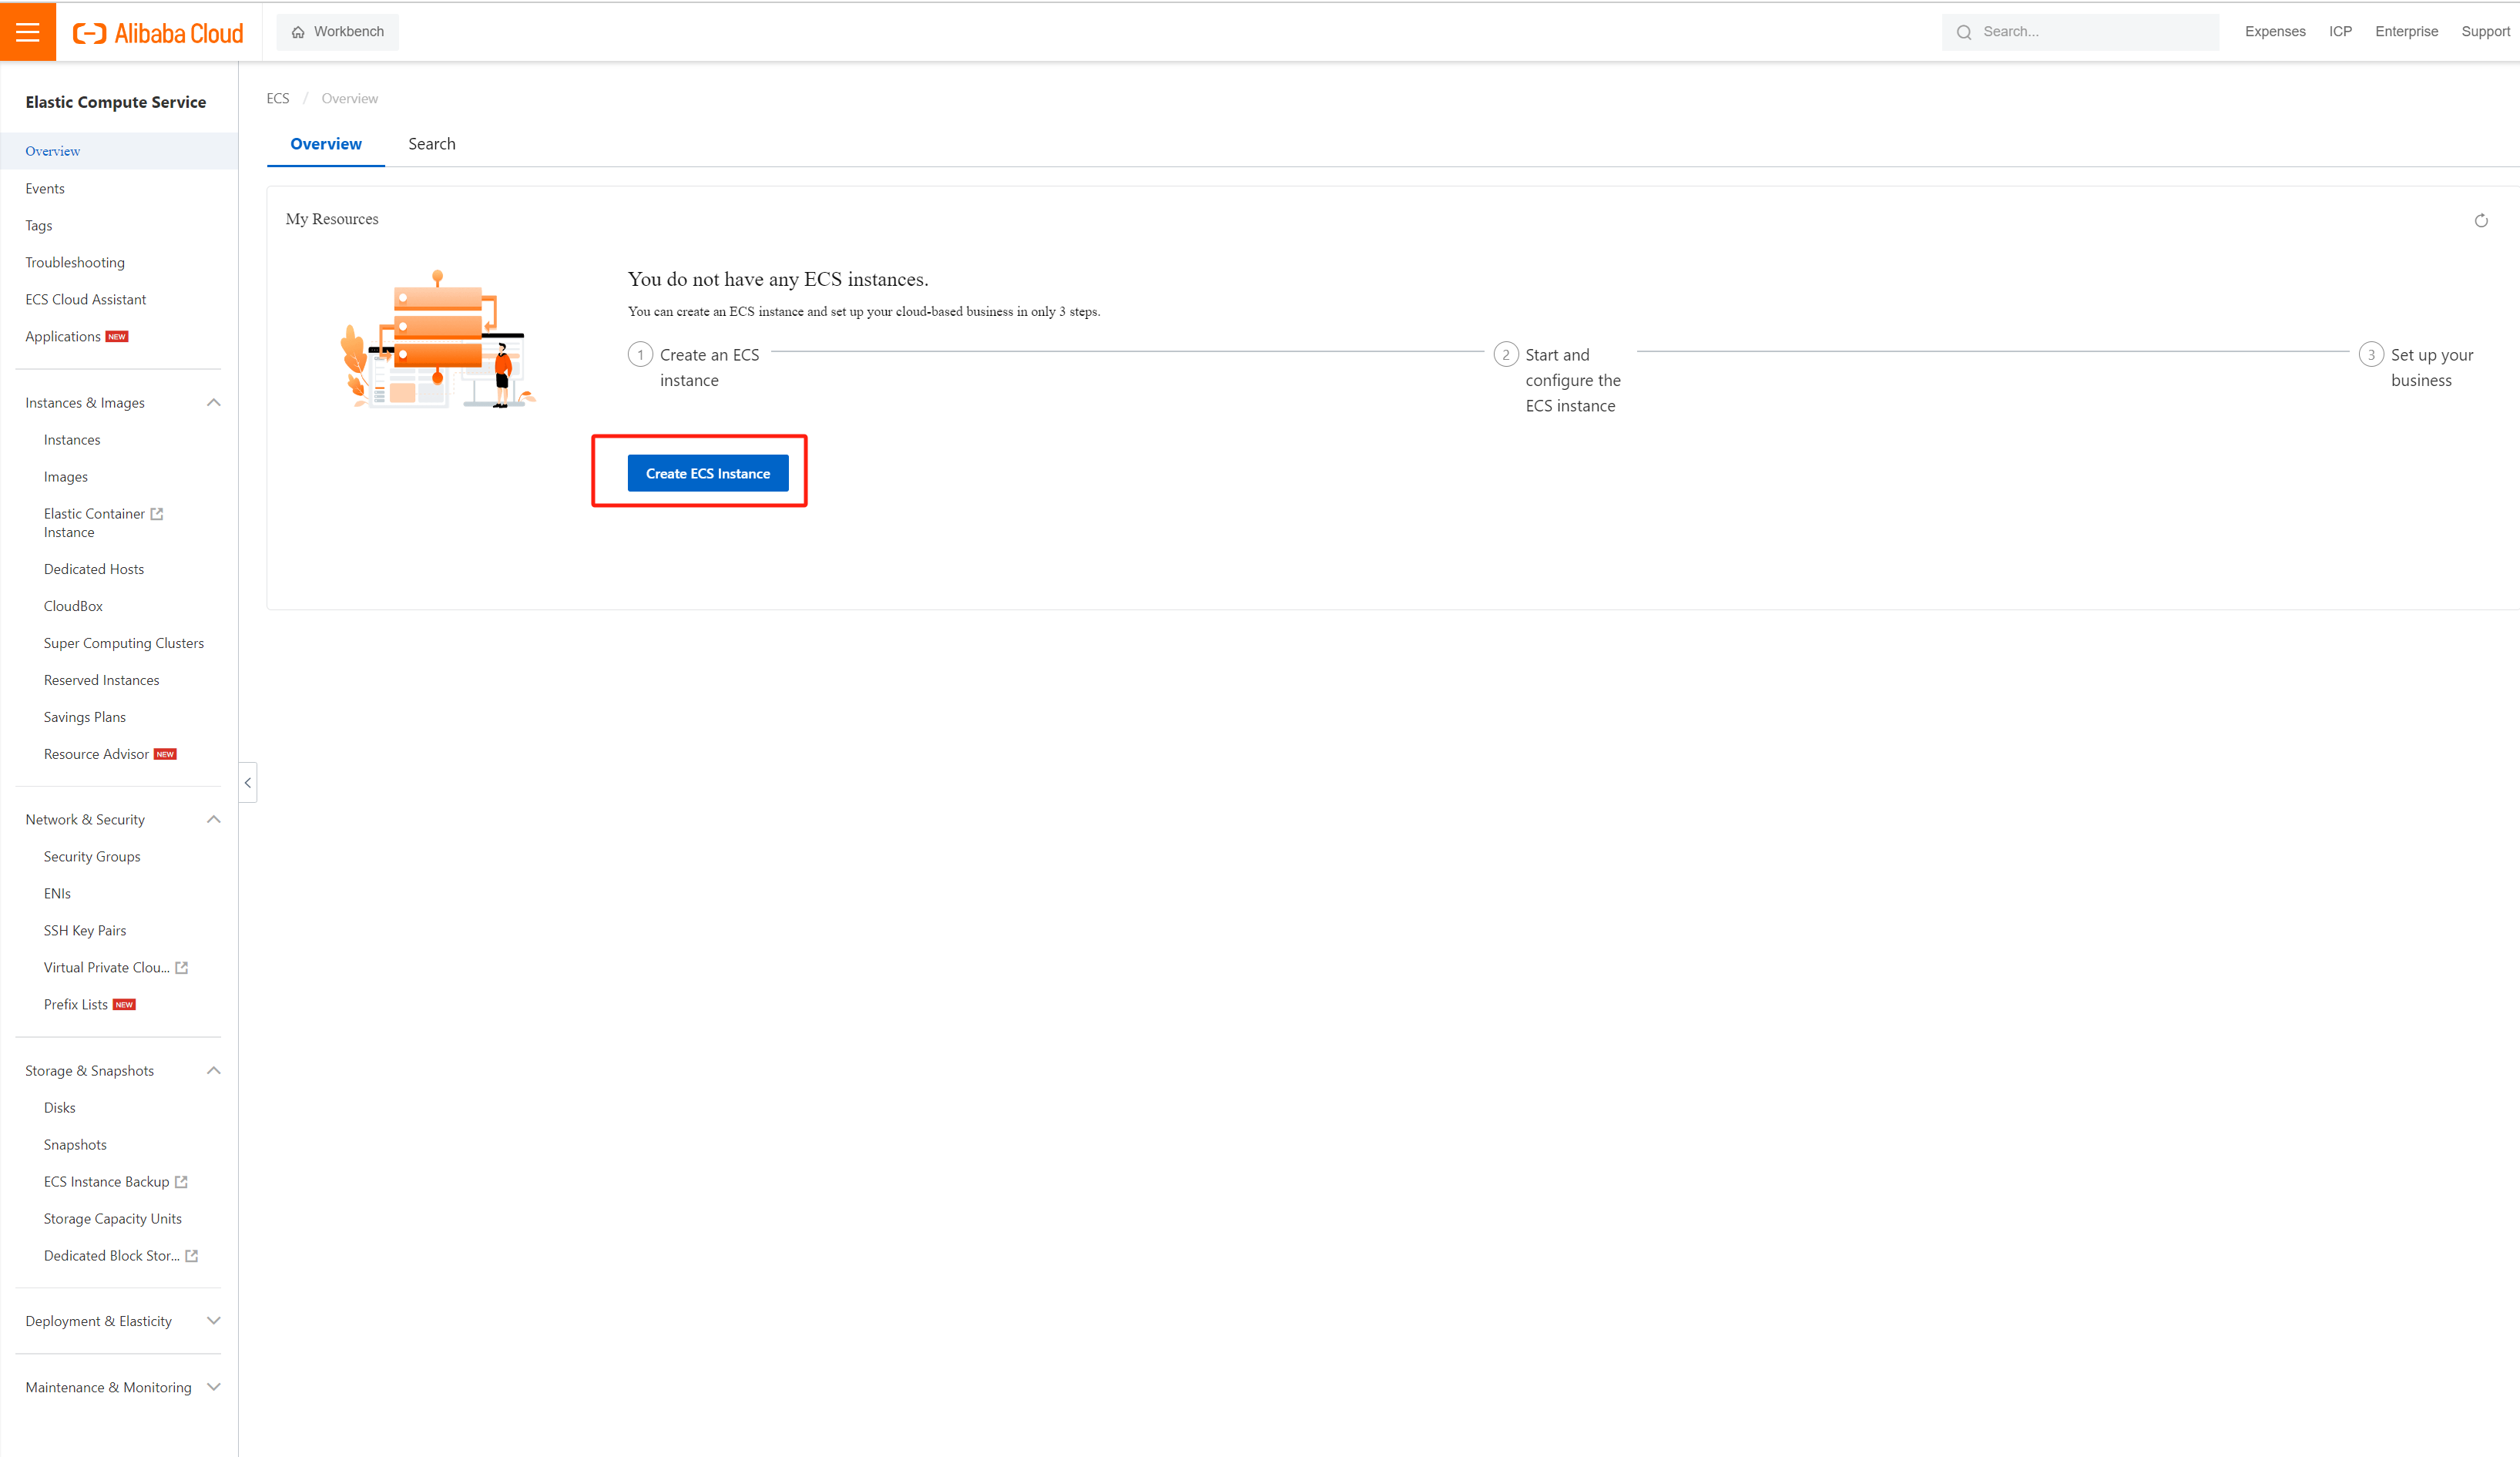 Alibaba Cloud
Workbench
Search...
Expenses
ICP
Enterprise
Support
Elastic Compute Service
Overview
Events
Tags
Troubleshooting
ECS Cloud Assistant
Applications NEW
Instances & Images
Instances
Images
Elastic Container
Instance
Dedicated Hosts
CloudBox
Super Computing Clusters
Reserved Instances
Savings Plans
Resource Advisor NEW
Network & Security
Security Groups
ENIs
SSH Key Pairs
Virtual Private Clou...
Prefix Lists NEW
Storage & Snapshots
Disks
Snapshots
ECS Instance Backup
Storage Capacity Units
Dedicated Block Stor...
Deployment & Elasticity
Maintenance & Monitoring
ECS / Overview
Overview
Search
My Resources
You do not have any ECS instances.
You can create an ECS instance and set up your cloud-based business in only 3 steps.
1 Create an ECS
instance
2 Start and
configure the
ECS instance
3 Set up your
business
Create ECS Instance